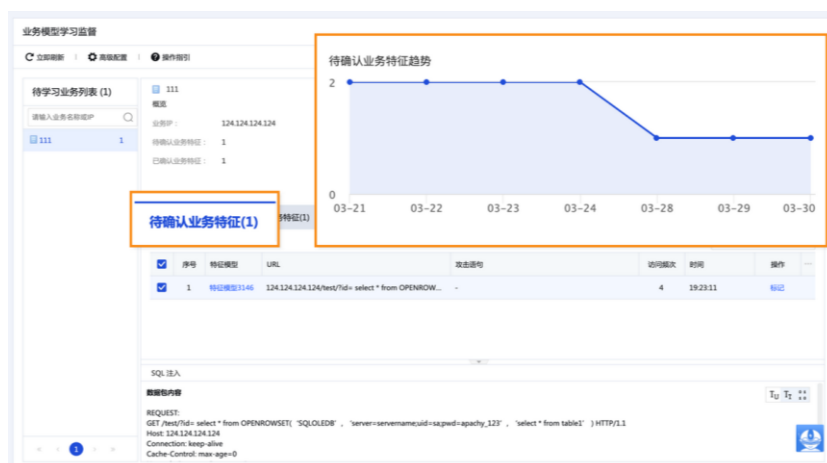 业务模型学习监督
立即刷新 高级配置 操作指引
待学习业务列表 (1)
请输入业务名称或IP
111 1
1
111
概览
业务IP： 124.124.124.124
待确认业务特征： 1
已确认业务特征： 1
待确认业务特征(1)
务特征(1)
待确认业务特征趋势
2
1
0
03-21 03-22 03-23 03-24 03-28 03-29 03-30
序号 特征模型 URL 攻击语句 访问频次 时间 操作
1 特征模型3146 124.124.124.124/test/?id= select * from OPENROW... - 4 19:23:11 标记
SQL 注入
数据包内容
REQUEST:
GET /test/?id= select * from OPENROWSET( 'SQLOLEDB' , 'server=servername;uid=sa;pwd=apachy_123' , 'select * from table1' ) HTTP/1.1
Host: 124.124.124.124
Connection: keep-alive
Cache-Control: max-age=0